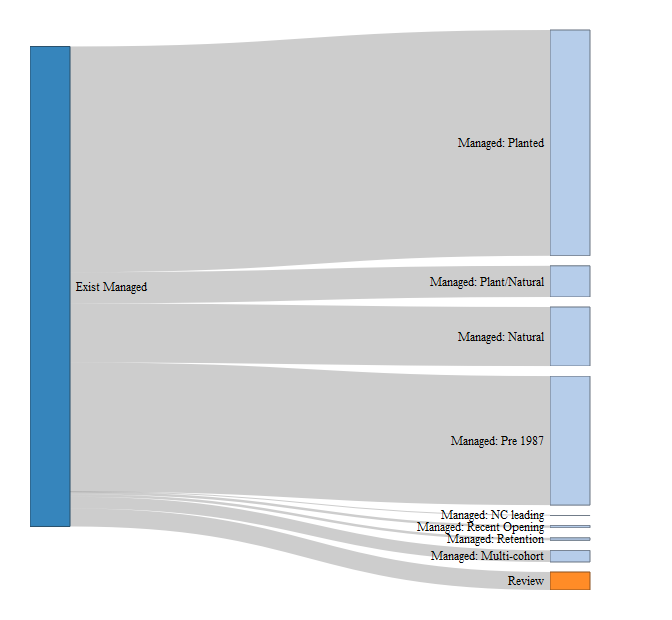 Managed: Planted
Managed: Plant/Natural
Exist Managed
Managed: Natural
Managed: Pre 1987
Managed: NC leading
Managed: Recent Opening
Managed: Retention
Managed: Multi-cohort
Review